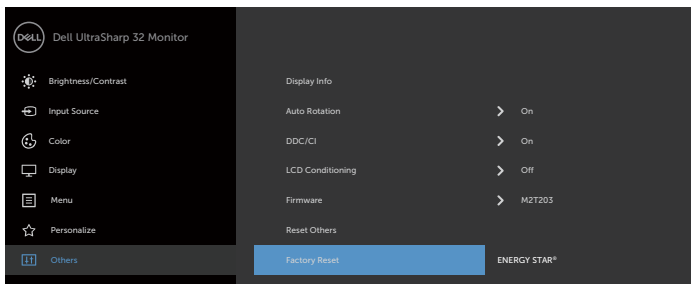 DELL Dell UltraSharp 32 Monitor
Brightness/Contrast
Input Source
Color
Display
Menu
Personalize
Others
Display Info
Auto Rotation On
DDC/CI On
LCD Conditioning Off
Firmware M2T203
Reset Others
Factory Reset ENERGY STAR®